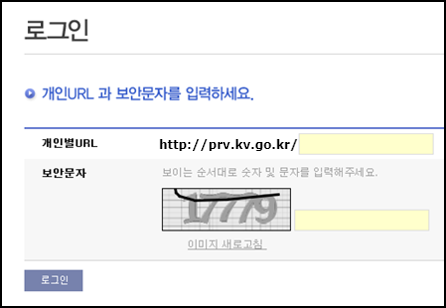 로그인
개인URL 과 보안문자를 입력하세요.
개인별URL http://prv.kv.go.kr/
보안문자 보이는 순서대로 숫자 및 문자를 입력해주세요.
17779
이미지 새로고침
로그인